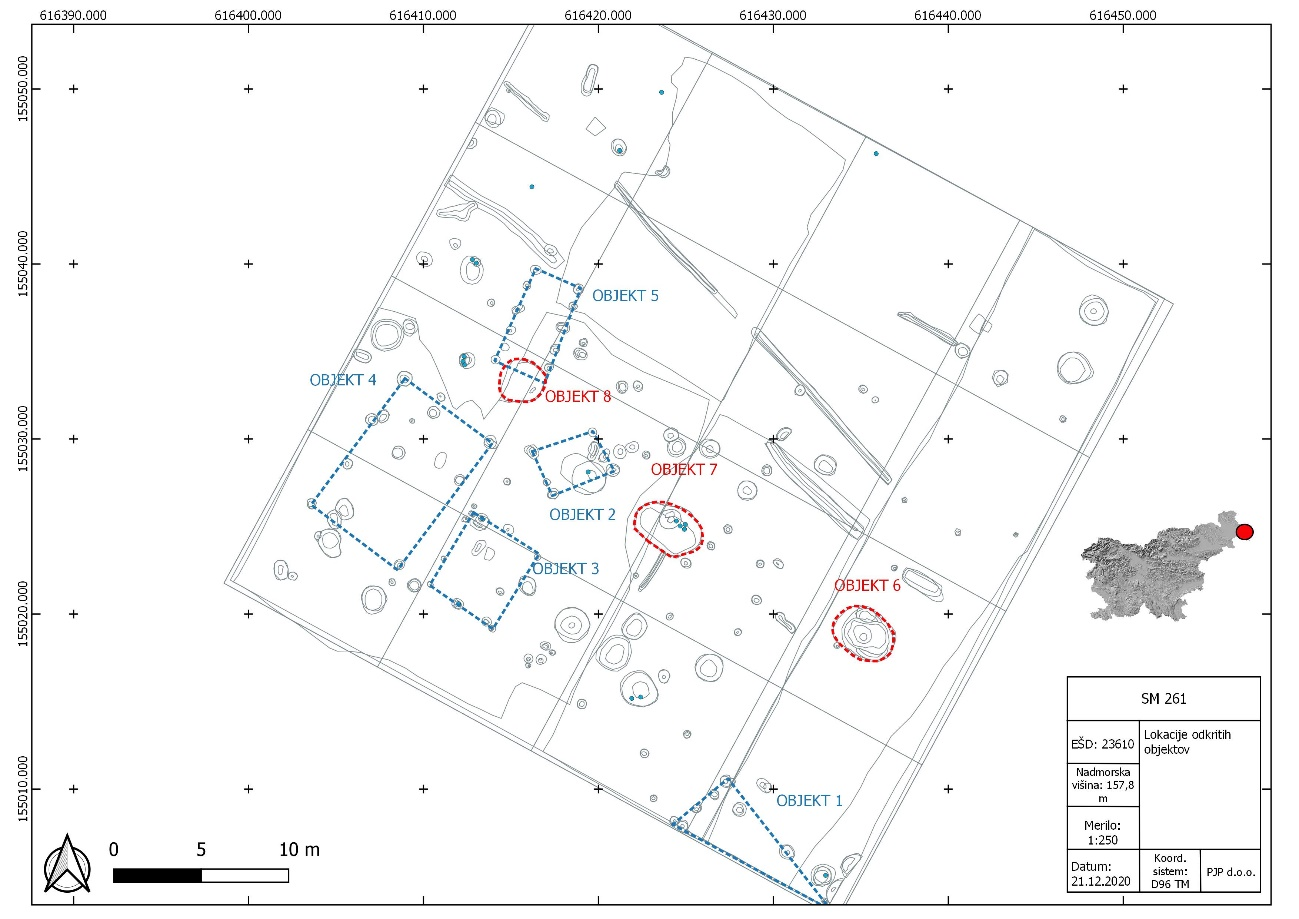 616390.000 616400.000 616410.000 616420.000 616430.000 616440.000 616450.000
155050.000
155040.000
155030.000
155020.000
155010.000
OBJEKT 5
OBJEKT 4
OBJEKT 8
OBJEKT 7
OBJEKT 2
OBJEKT 3
OBJEKT 6
OBJEKT 1
0 5 10 m
SM 261
EŠD: 23610
Lokacije odkritih
objektov
Nadmorska
višina: 157,8
m
Merilo:
1:250
Datum:
21.12.2020
Koord.
sistem:
D96 TM
PJP d.o.o.